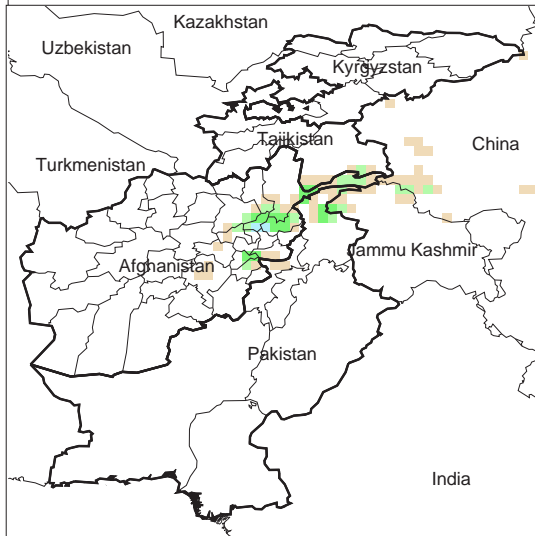 Kazakhstan
Uzbekistan
Kyrgyzstan
Tajikistan
China
Turkmenistan
Jammu Kashmir
Afghanistan
Pakistan
India